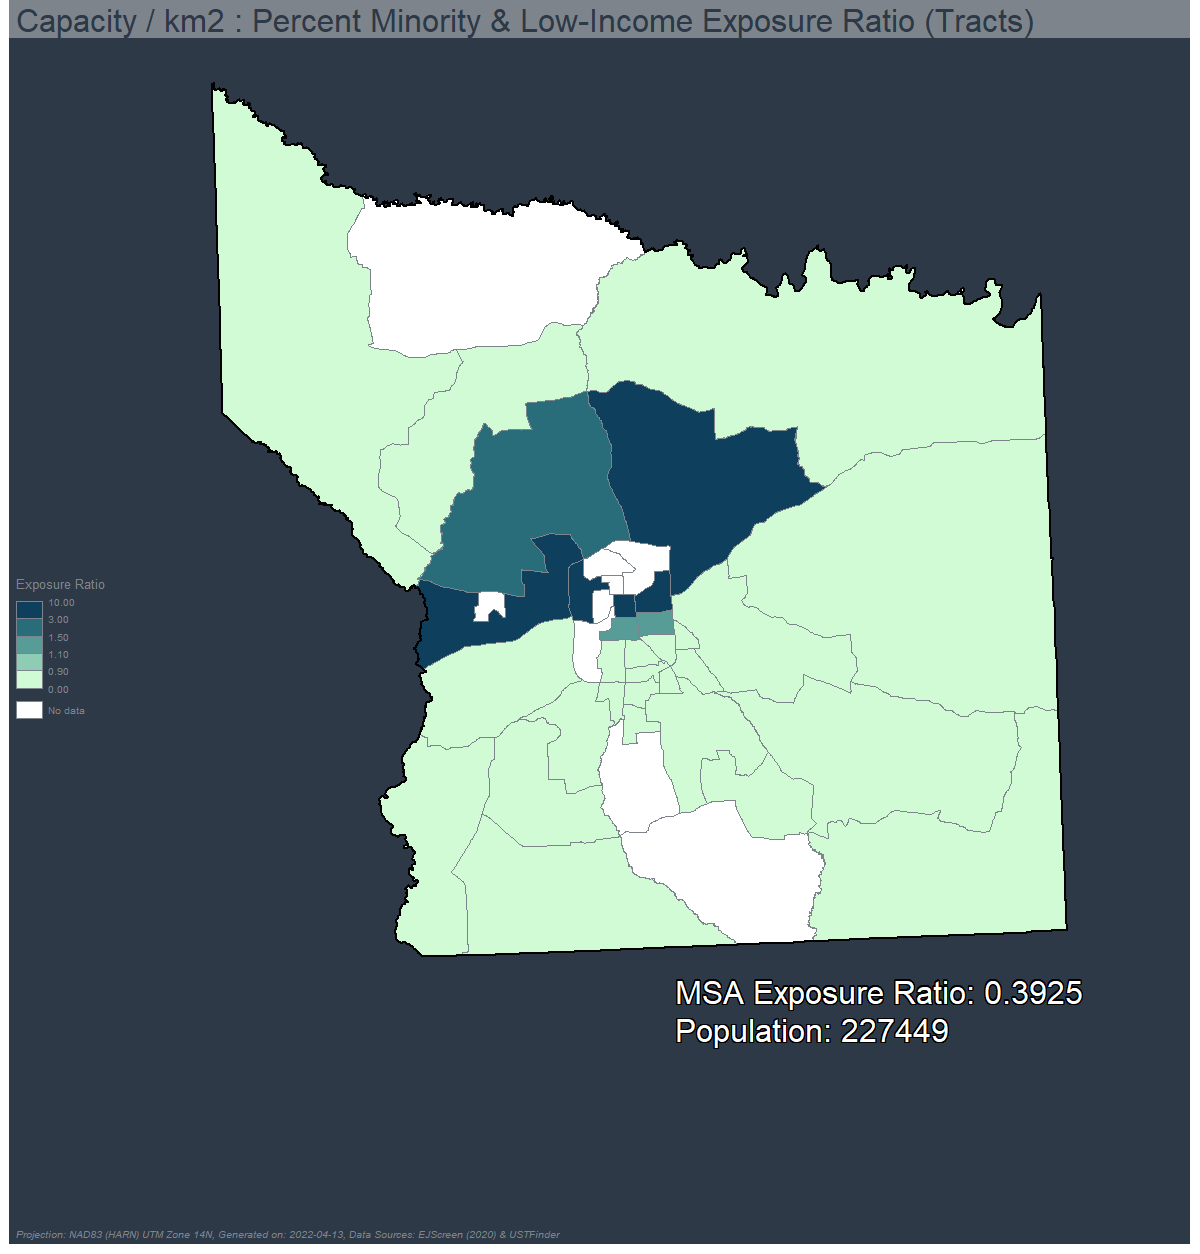 Capacity / km2 : Percent Minority & Low-Income Exposure Ratio (Tracts)
Exposure Ratio
10.00
3.00
1.50
1.10
0.90
0.00
No data
MSA Exposure Ratio: 0.3925
Population: 227449
Projection: NAD83 (HARN) UTM Zone 14N, Generated on: 2022-04-13, Data Sources: EJScreen (2020) & USTFinder